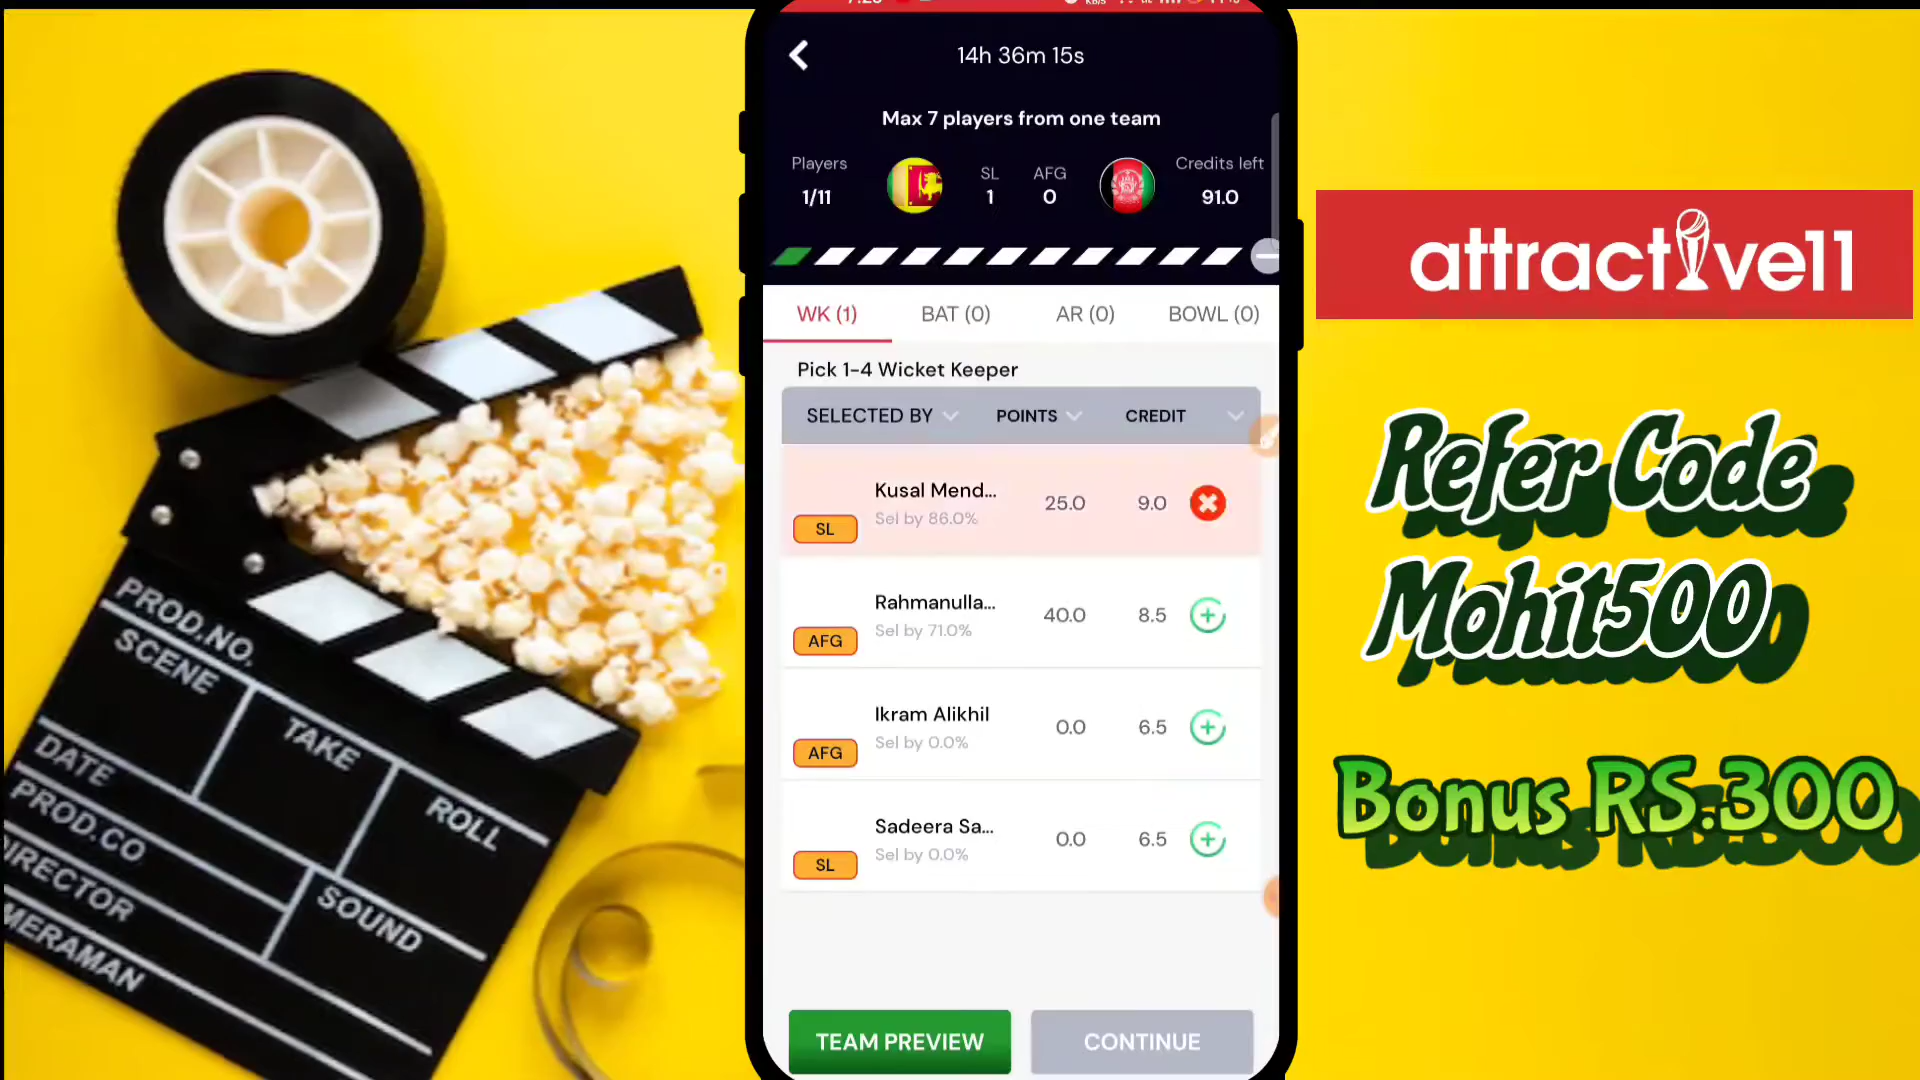 14h 36m 15s
Max 7 players from one team
Players
SL
AFG
Credits left
1/11
1
0
91.0
WK (1)
BAT (0)
AR (0)
BOWL (0)
Pick 1-4 Wicket Keeper
SELECTED BY
POINTS
CREDIT
Kusal Mend...
Sel by 86.0%
SL
25.0
9.0
Rahmanulla...
Sel by 71.0%
AFG
40.0
8.5
Ikram Alikhil
Sel by 0.0%
AFG
0.0
6.5
Sadeera Sa...
Sel by 0.0%
SL
0.0
6.5
TEAM PREVIEW
CONTINUE
attractive11
Refer Code
Mohit500
Bonus RS.300
PROD.NO.
SCENE
TAKE
ROLL
DATE
PROD.CO
SOUND
DIRECTOR
MERAMAN